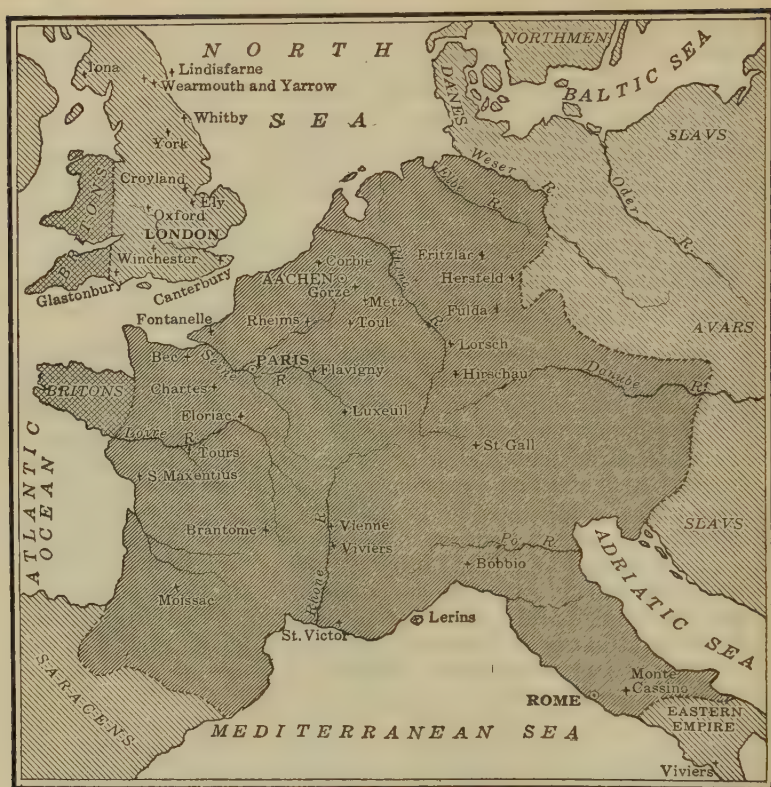 NORTH
SEA
NORTHMEN
BALTIC SEA
DANES
SLAVS
Iona
Lindisfarne
Wearmouth and Yarrow
Whitby
York
Croyland
Ely
Oxford
LONDON
BRITONS
Winchester
Glastonbury
Canterbury
Weser R.
Elbe R.
Oder R.
Corbie
AACHEN
Gorze
Metz
Rhine R.
Fritzlar
Hersfeld
Fulda
AVARS
Fontanelle
Rheims
Toul
Lorsch
Bec
Seine R.
PARIS
Flavigny
Hirschau
Danube R.
BRITONS
Chartes
Floriac
Luxeuil
Loire R.
Tours
St. Gall
ATLANTIC
OCEAN
S. Maxentius
SLAVS
Brantome
Vienne
Viviers
Po R.
Bobbio
Rhone R.
Moissac
ADRIATIC SEA
St. Victor
Lerins
SARACENS
Monte
Cassino
ROME
EASTERN
EMPIRE
MEDITERRANEAN SEA
Viviers